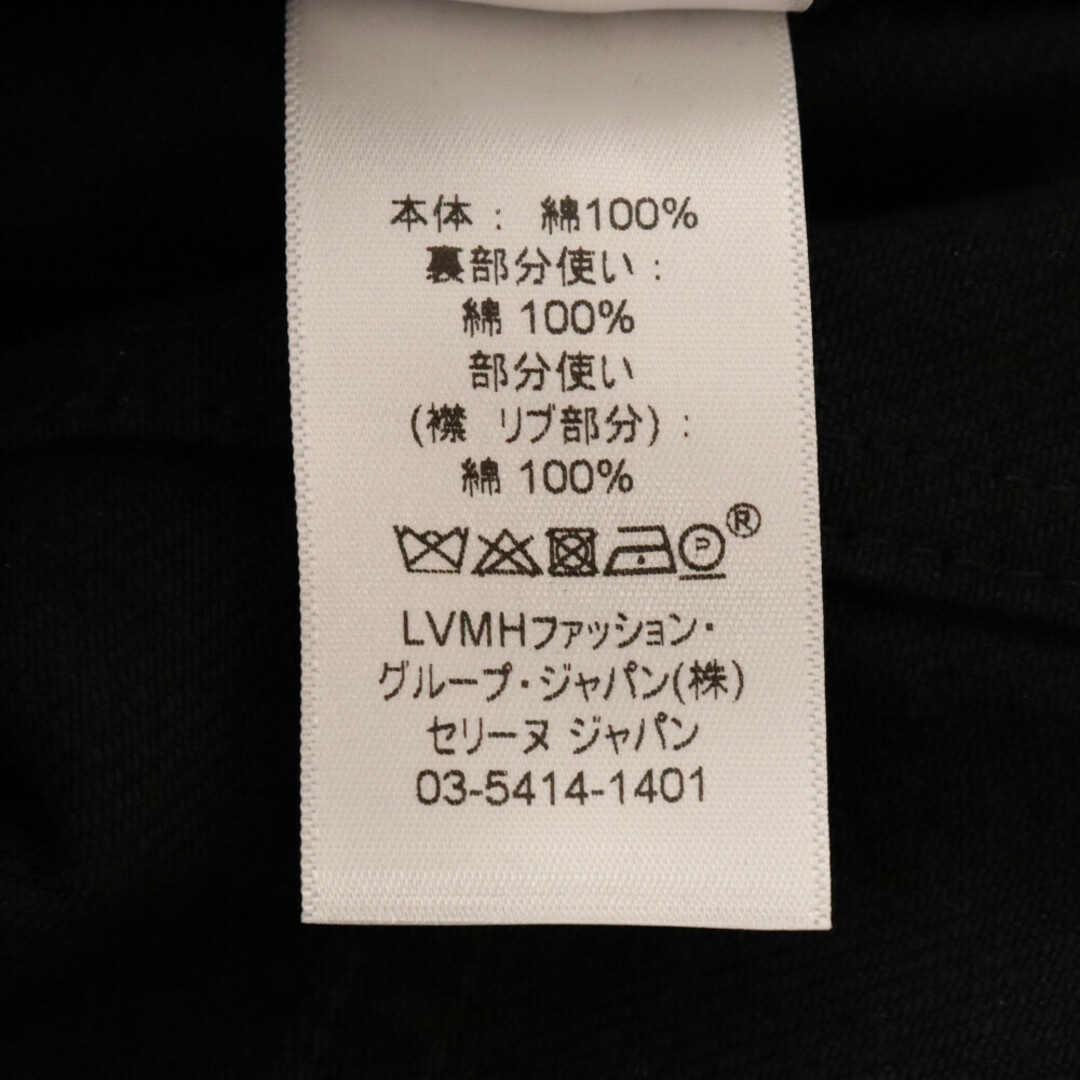 本体： 綿100%
裏部分使い：
綿 100%
部分使い
(襟 リブ部分)：
綿 100%
P ®
LVMHファッション・
グループ・ジャパン(株)
セリーヌ ジャパン
03-5414-1401